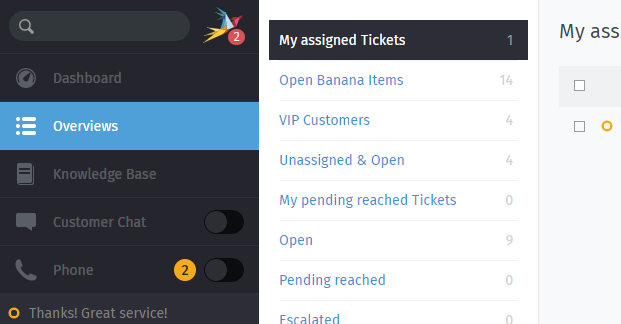 2
Dashboard
Overviews
Knowledge Base
Customer Chat
Phone 2
Thanks! Great service!
My assigned Tickets 1
Open Banana Items 14
VIP Customers 4
Unassigned & Open 4
My pending reached Tickets 0
Open 9
Pending reached 0
Escalated 0
My ass